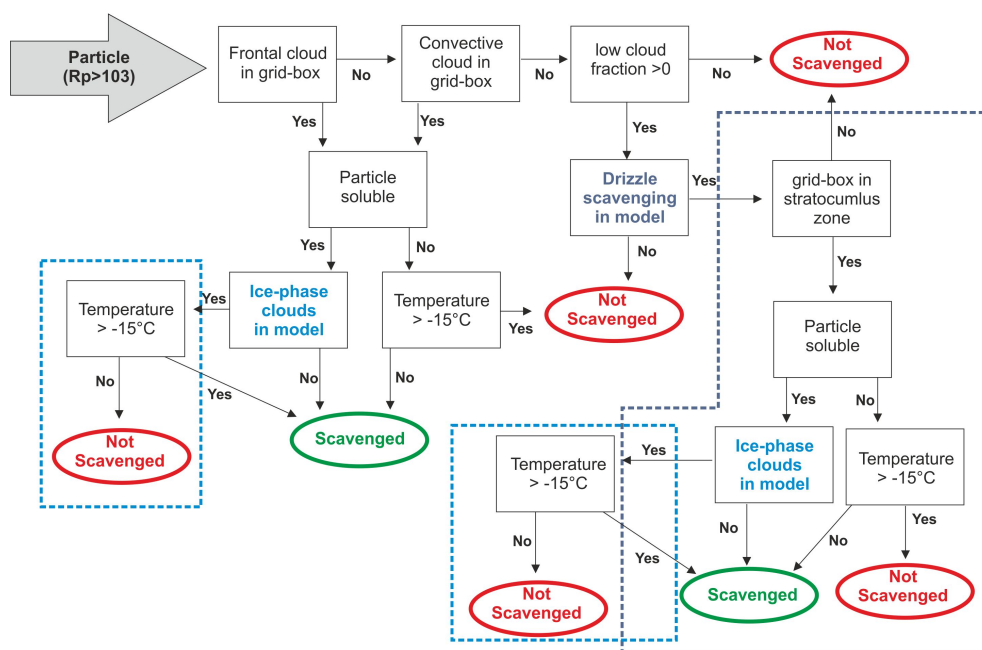 Particle
(Rp>103)
Frontal cloud
in grid-box
No
Convective
cloud in
grid-box
No
low cloud
fraction >0
No
Not
Scavenged
Yes
Yes
Yes
No
Particle
soluble
Drizzle
scavenging
in model
Yes
grid-box in
stratocumlus
zone
Yes
No
No
Yes
Temperature
> -15°C
Yes
Ice-phase
clouds
in model
Temperature
> -15°C
Yes
Not
Scavenged
Particle
soluble
No
Yes
No
No
Yes
No
Not
Scavenged
Scavenged
Temperature
> -15°C
Yes
Ice-phase
clouds
in model
Temperature
> -15°C
No
Yes
No
No
Yes
Not
Scavenged
Scavenged
Not
Scavenged